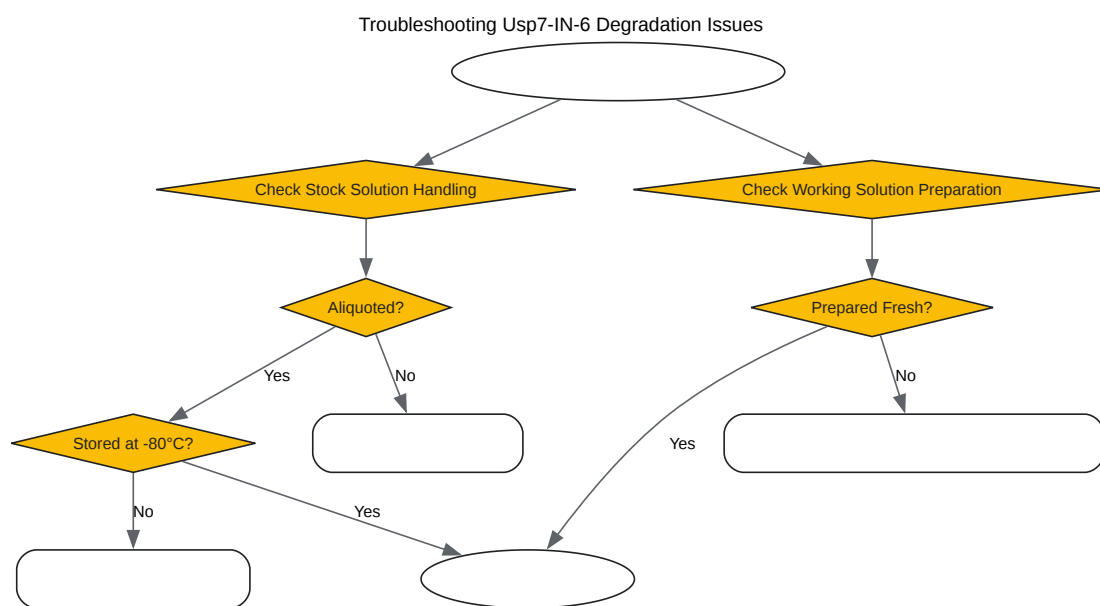 Troubleshooting Usp7-IN-6 Degradation Issues
Check Stock Solution Handling
Check Working Solution Preparation
Aliquoted?
Prepared Fresh?
Yes
No
No
Stored at -80°C?
Yes
No
Yes